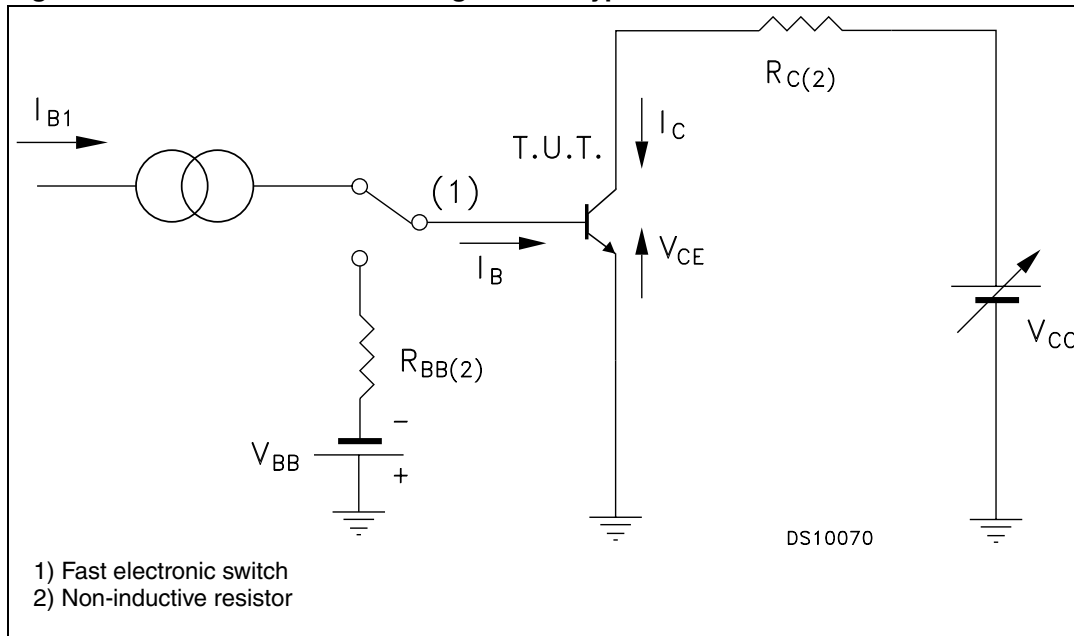 I_B1
(1)
I_B
R_BB(2)
V_BB
-
+
T.U.T.
I_C
V_CE
R_C(2)
V_CC
DS10070
1) Fast electronic switch
2) Non-inductive resistor